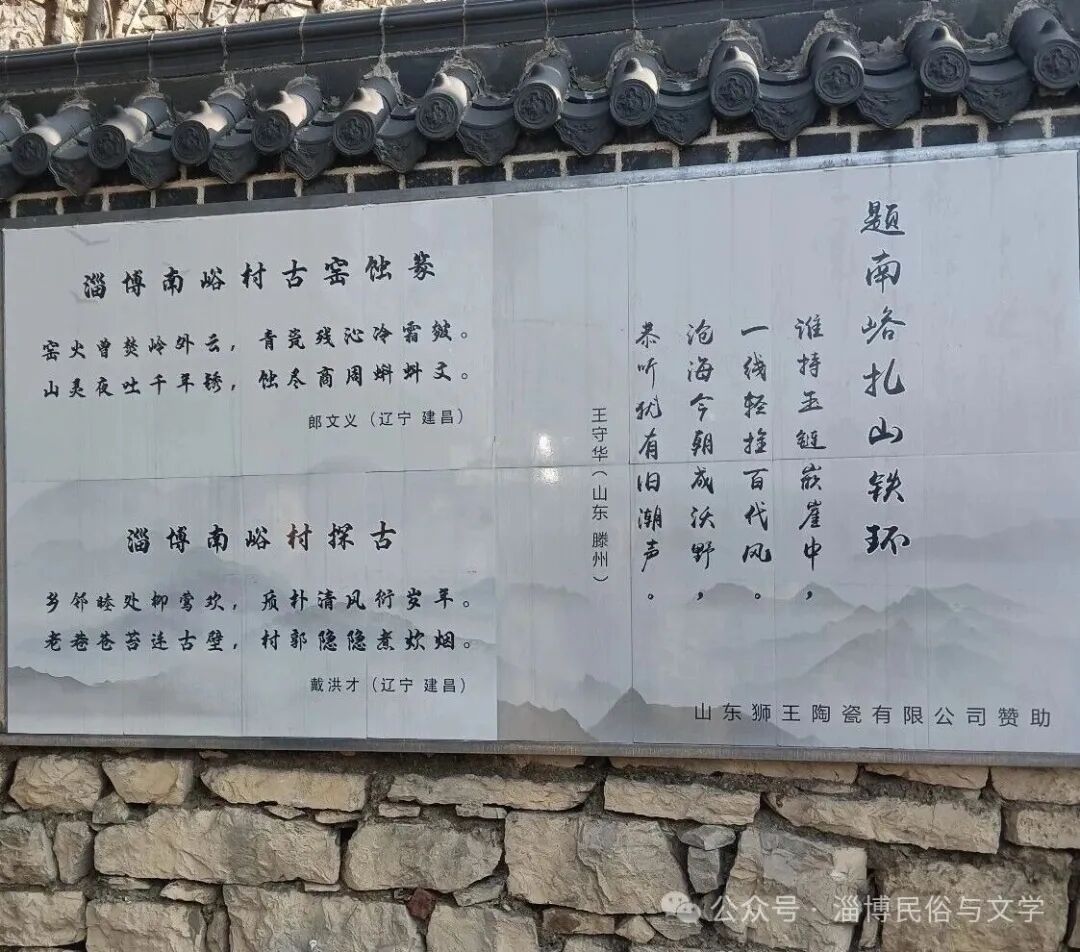 淄博南峪村古窑蚀篆
窑火曾焚岭外云，青瓷残沁冷霜皴。
山灵夜吐千年锈，蚀尽商周蝌蚪文。
郎文义（辽宁 建昌）
淄博南峪村探古
乡邻睦处柳莺欢，质朴清风衍岁年。
老巷苍苔连古壁，村郭隐隐煮炊烟。
戴洪才（辽宁 建昌）
题南峪扎山铁环
谁持玉链嵌崖中，
一线轻拴百代风。
沧海今朝成沃野，
恭听犹有旧潮声。
王守华（山东 滕州）
山东狮王陶瓷有限公司赞助
公众号·淄博民俗与文学